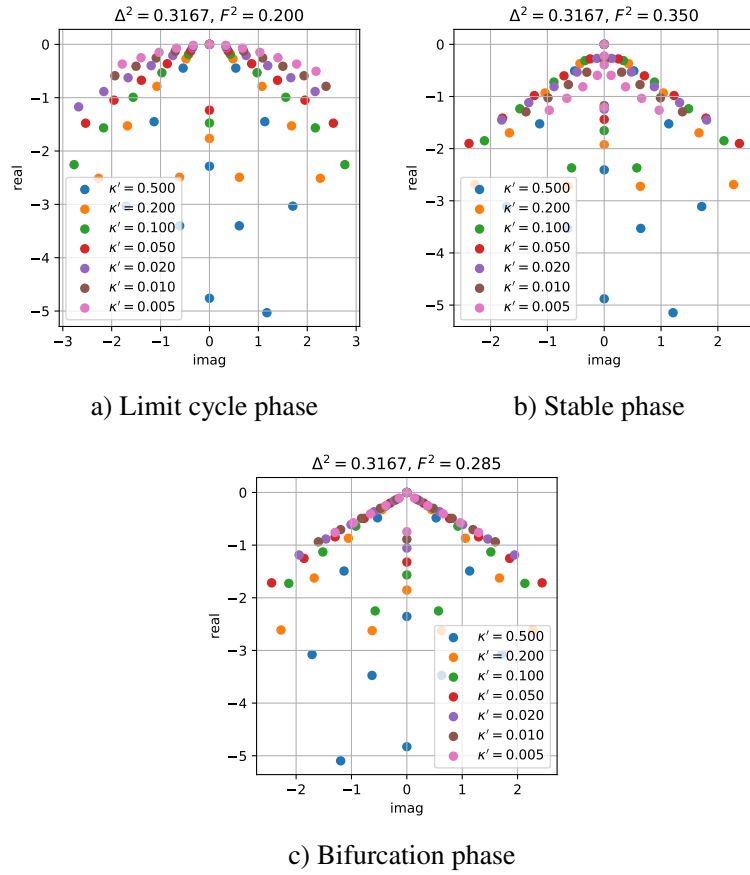 Δ² = 0.3167, F² = 0.200
0
−1
−2
−3
−4
−5
real
κ′ = 0.500
κ′ = 0.200
κ′ = 0.100
κ′ = 0.050
κ′ = 0.020
κ′ = 0.010
κ′ = 0.005
−3 −2 −1 0 1 2 3
imag
a) Limit cycle phase
Δ² = 0.3167, F² = 0.350
0
−1
−2
−3
−4
−5
real
κ′ = 0.500
κ′ = 0.200
κ′ = 0.100
κ′ = 0.050
κ′ = 0.020
κ′ = 0.010
κ′ = 0.005
−2 −1 0 1 2
imag
b) Stable phase
Δ² = 0.3167, F² = 0.285
0
−1
−2
−3
−4
−5
real
κ′ = 0.500
κ′ = 0.200
κ′ = 0.100
κ′ = 0.050
κ′ = 0.020
κ′ = 0.010
κ′ = 0.005
−2 −1 0 1 2
imag
c) Bifurcation phase